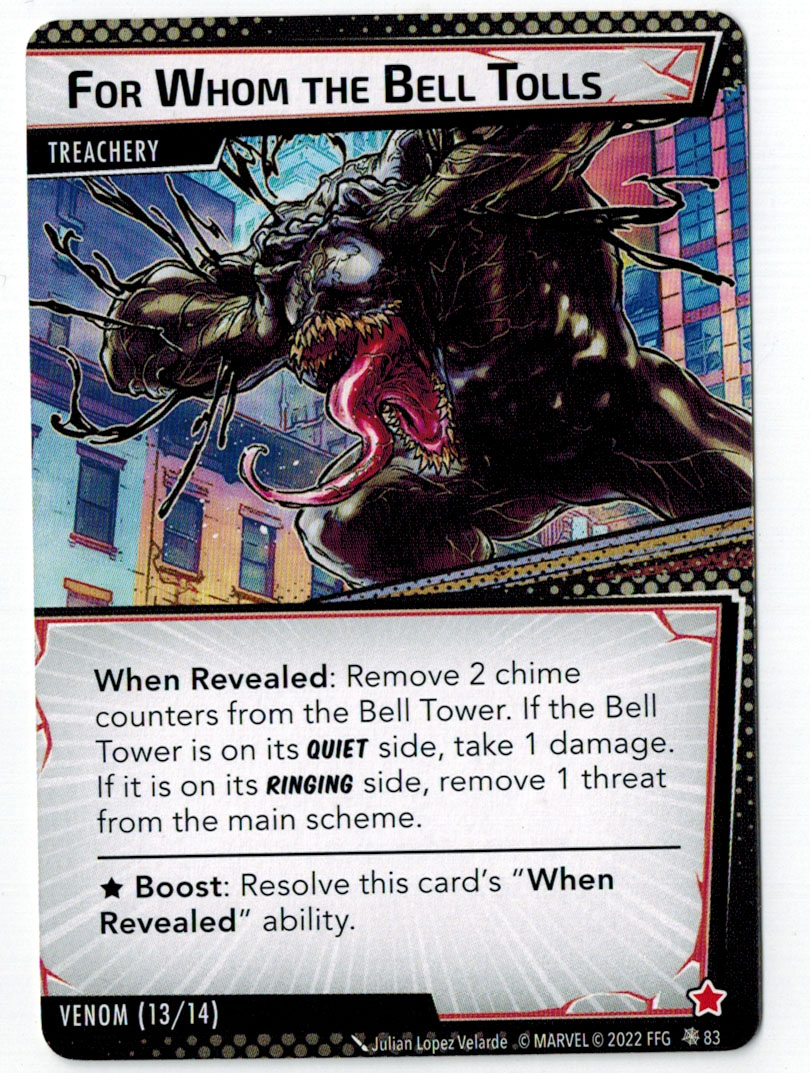 For Whom the Bell Tolls
TREACHERY
When Revealed: Remove 2 chime
counters from the Bell Tower. If the Bell
Tower is on its QUIET side, take 1 damage.
If it is on its RINGING side, remove 1 threat
from the main scheme.
★ Boost: Resolve this card's "When
Revealed" ability.
VENOM (13/14)
Julian Lopez Velarde © MARVEL © 2022 FFG 83